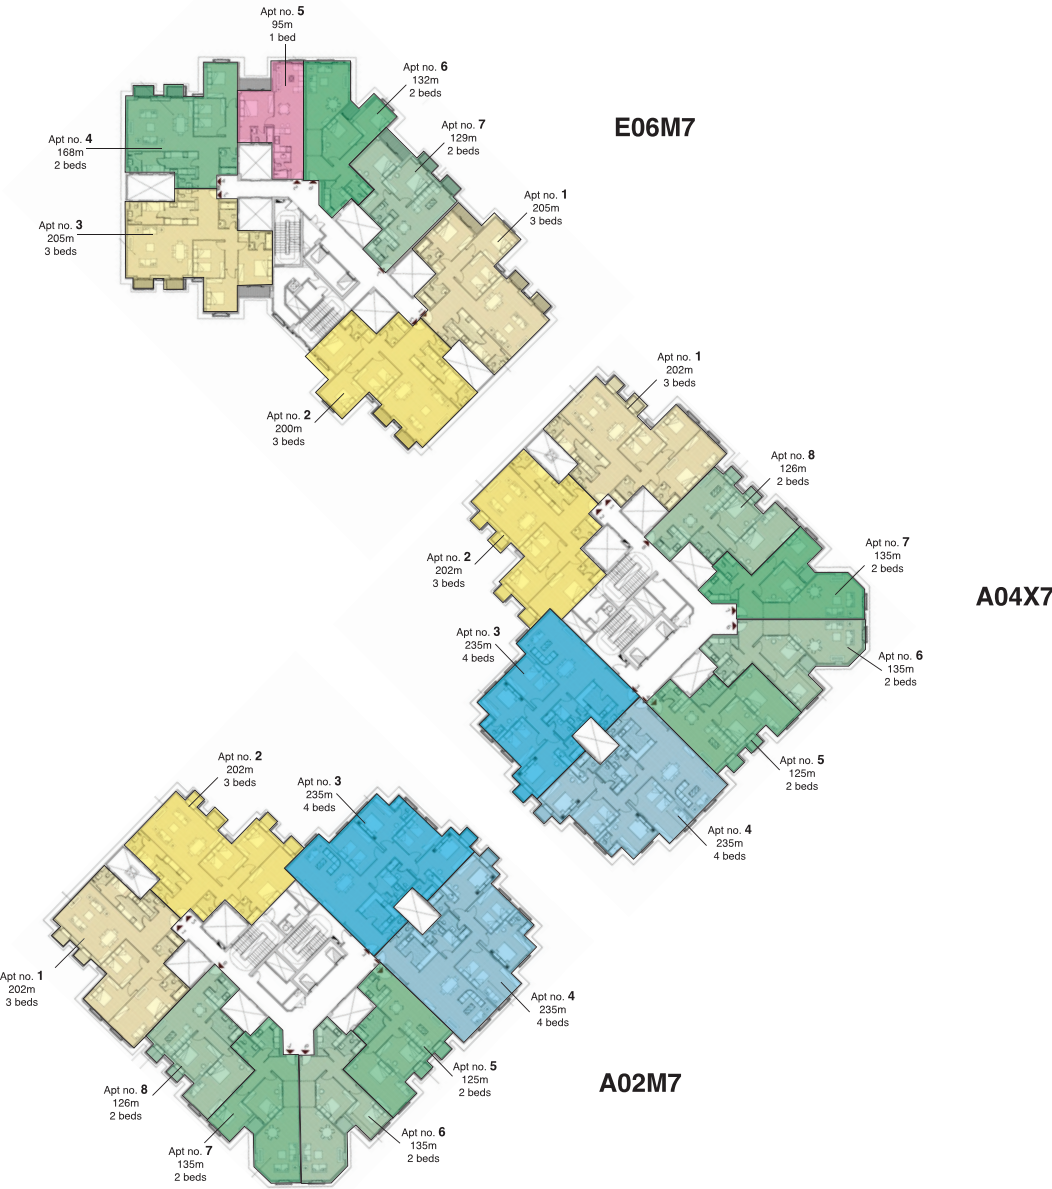 Apt no. 5
95m
1 bed
Apt no. 6
132m
2 beds
E06M7
Apt no. 7
129m
2 beds
Apt no. 4
168m
2 beds
Apt no. 1
205m
3 beds
Apt no. 3
205m
3 beds
Apt no. 2
200m
3 beds
Apt no. 1
202m
3 beds
Apt no. 8
126m
2 beds
Apt no. 7
135m
2 beds
Apt no. 2
202m
3 beds
A04X7
Apt no. 3
235m
4 beds
Apt no. 6
135m
2 beds
Apt no. 5
125m
2 beds
Apt no. 4
235m
4 beds
Apt no. 2
202m
3 beds
Apt no. 3
235m
4 beds
Apt no. 1
202m
3 beds
Apt no. 4
235m
4 beds
Apt no. 5
125m
2 beds
A02M7
Apt no. 8
126m
2 beds
Apt no. 6
135m
2 beds
Apt no. 7
135m
2 beds